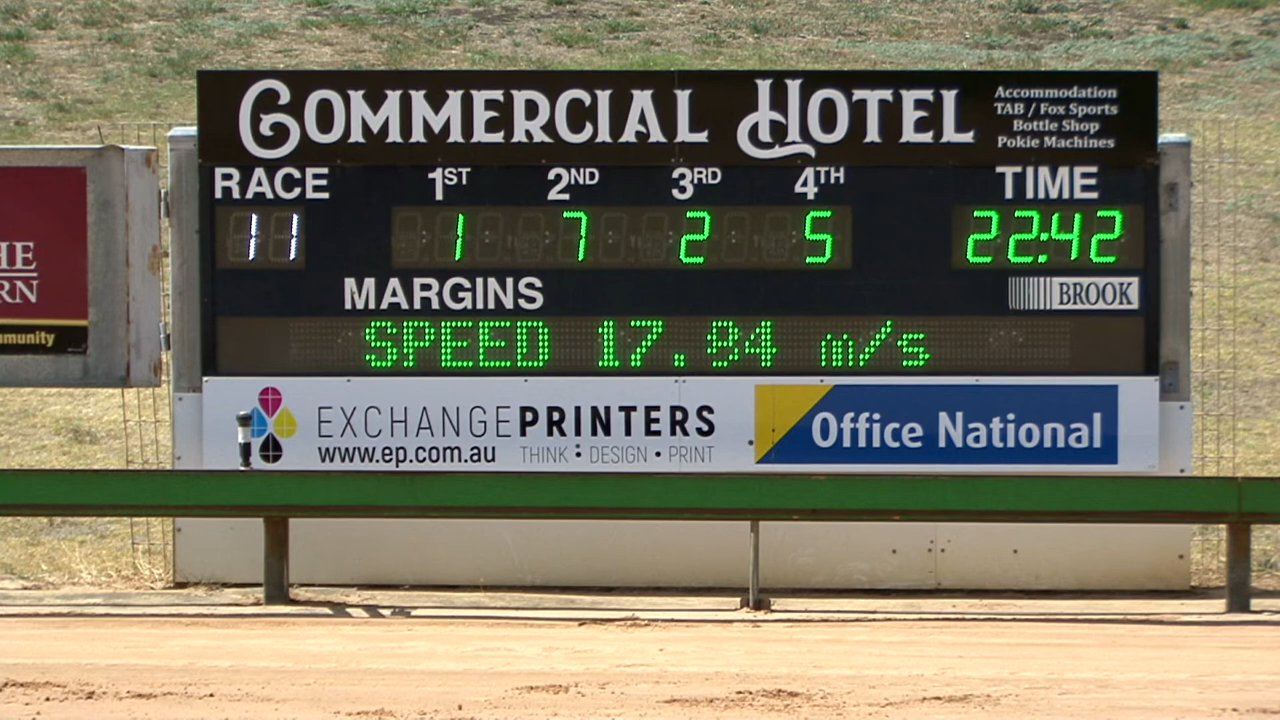 COMMERCIAL HOTEL
Accommodation
TAB / Fox Sports
Bottle Shop
Pokie Machines
RACE 1ST 2ND 3RD 4TH TIME
11 1 7 2 5 22:42
MARGINS
BROOK
SPEED 17.84 m/s
HE
RN
munity
EXCHANGEPRINTERS
www.ep.com.au THINK : DESIGN • PRINT
Office National